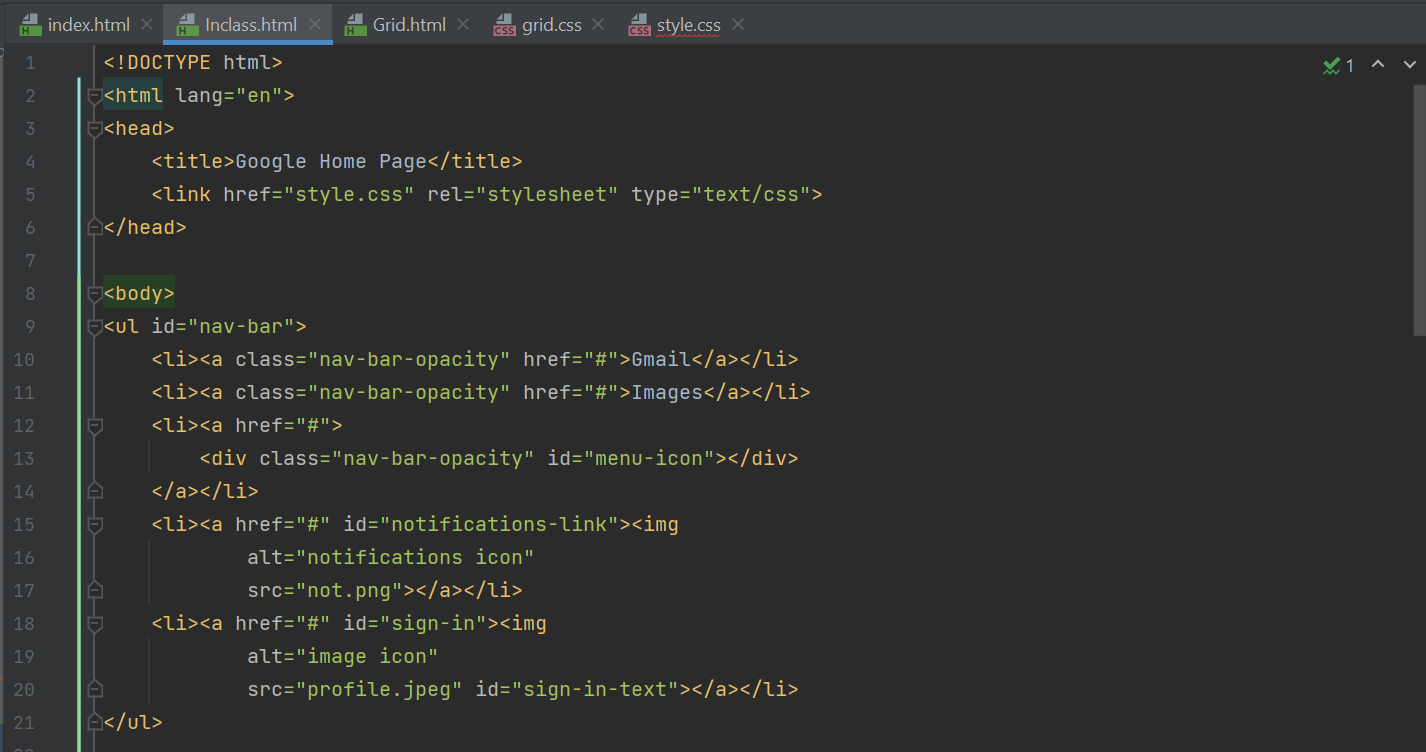 index.html Inclass.html Grid.html grid.css style.css
1 <!DOCTYPE html> 1
2 <html lang="en">
3 <head>
4 <title>Google Home Page</title>
5 <link href="style.css" rel="stylesheet" type="text/css">
6 </head>
7
8 <body>
9 <ul id="nav-bar">
10 <li><a class="nav-bar-opacity" href="#">Gmail</a></li>
11 <li><a class="nav-bar-opacity" href="#">Images</a></li>
12 <li><a href="#">
13 <div class="nav-bar-opacity" id="menu-icon"></div>
14 </a></li>
15 <li><a href="#" id="notifications-link"><img
16 alt="notifications icon"
17 src="not.png"></a></li>
18 <li><a href="#" id="sign-in"><img
19 alt="image icon"
20 src="profile.jpeg" id="sign-in-text"></a></li>
21 </ul>